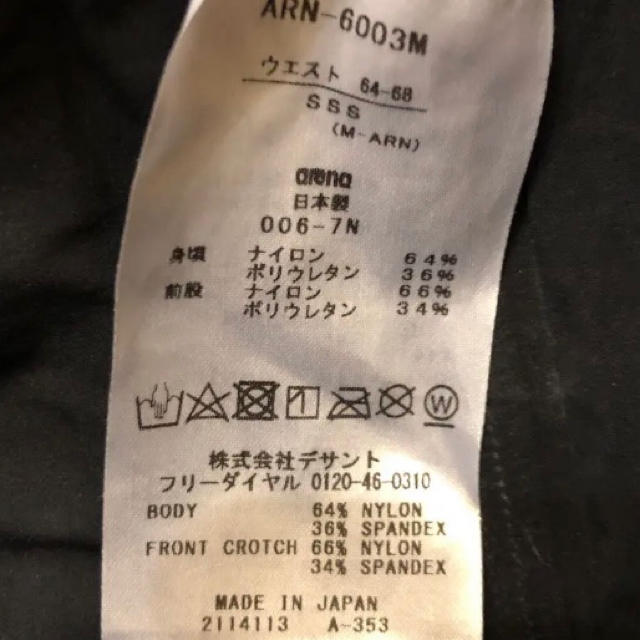 ARN-6003M
ウエスト 64-68
SSS
(M-ARN)
arena
日本製
006-7N
身頃 ナイロン 64%
ポリウレタン 36%
前股 ナイロン 66%
ポリウレタン 34%
W
株式会社デサント
フリーダイヤル 0120-46-0310
BODY 64% NYLON
36% SPANDEX
FRONT CROTCH 66% NYLON
34% SPANDEX
MADE IN JAPAN
2114113 A-353